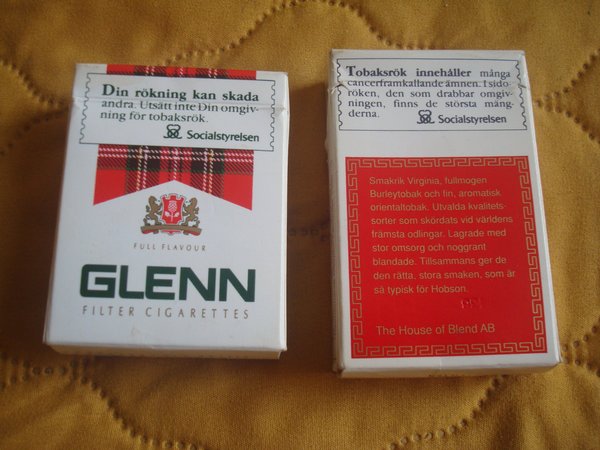 Din rökning kan skada
andra. Utsätt inte Din omgiv-
ning för tobaksrök.
Socialstyrelsen
FULL FLAVOUR
GLENN
FILTER CIGARETTES
Tobaksrök innehåller många
cancerframkallande ämnen. I sido-
röken, den som drabbar omgiv-
ningen, finns de största mäng-
derna.
Socialstyrelsen
Smakrik Virginia, fullmogen
Burleytobak och fin, aromatisk
orientaltobak. Utvalda kvalitets-
sorter som skördats vid världens
främsta odlingar. Lagrade med
stor omsorg och noggrant
blandade. Tillsammans ger de
den rätta, stora smaken, som är
så typisk för Hobson.
The House of Blend AB